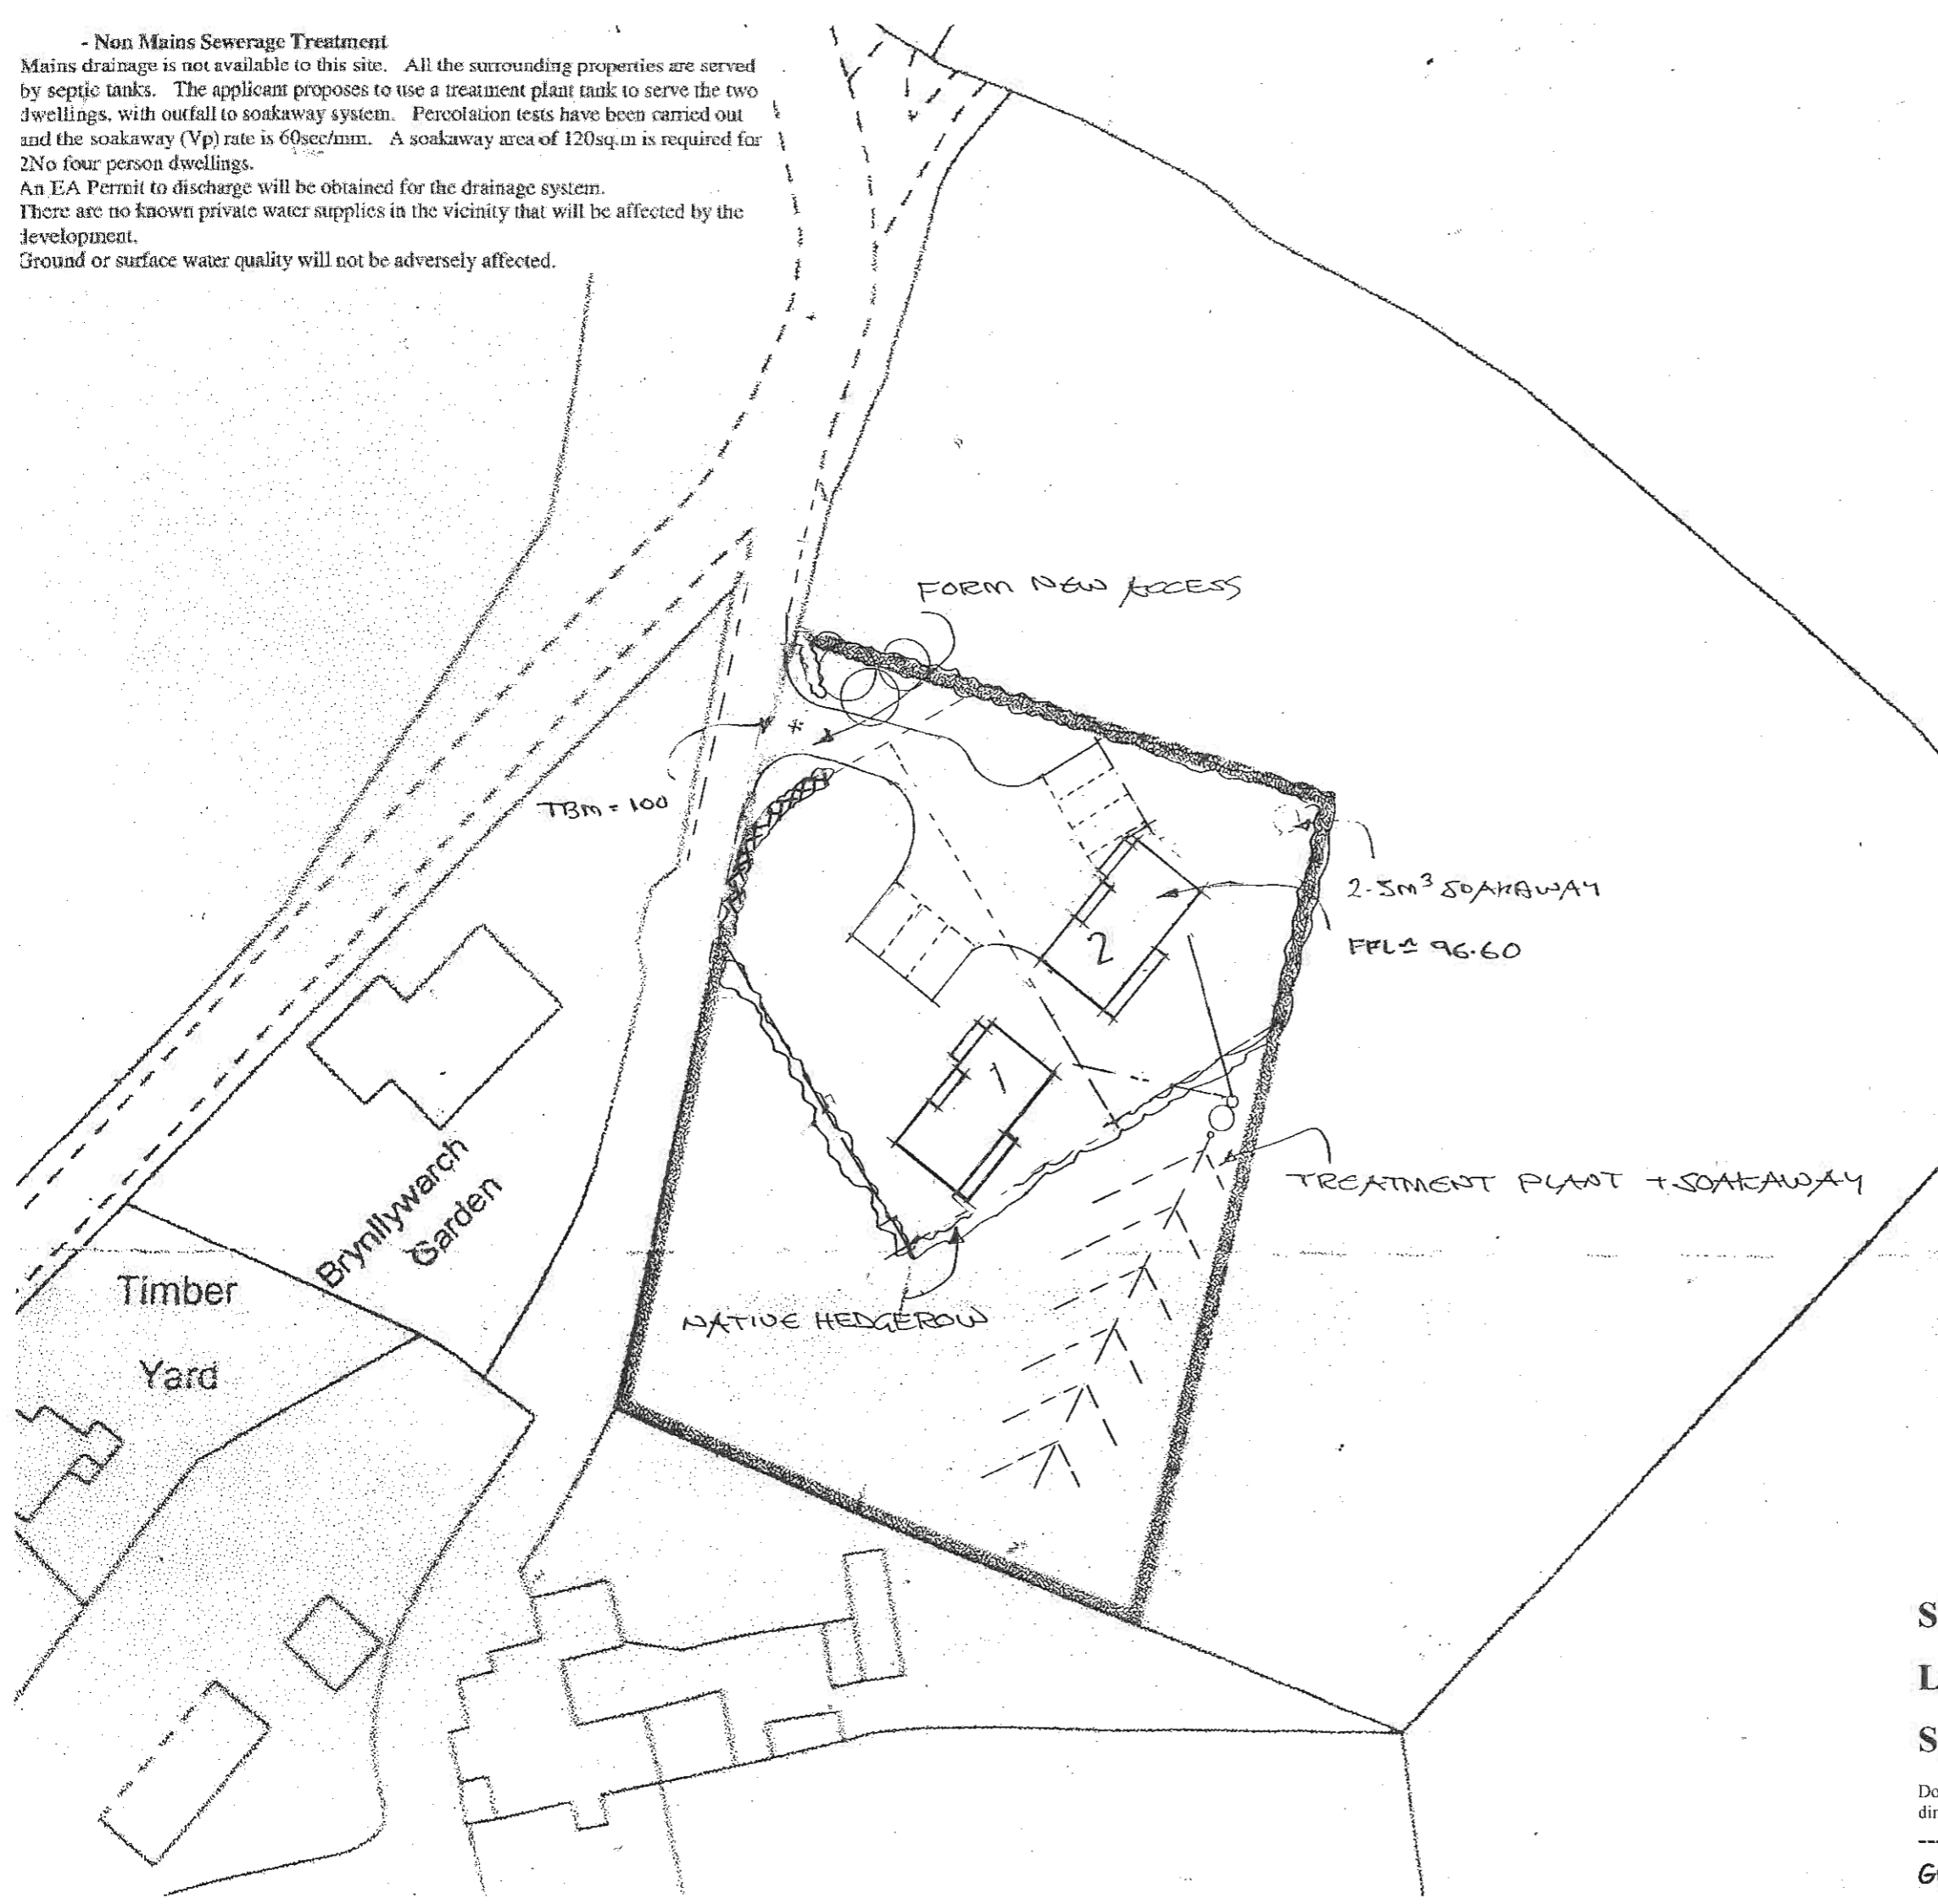 - Non Mains Sewerage Treatment
Mains drainage is not available to this site. All the surrounding properties are served
by septic tanks. The applicant proposes to use a treatment plant tank to serve the two
dwellings, with outfall to soakaway system. Percolation tests have been carried out
and the soakaway (Vp) rate is 60sec/mm. A soakaway area of 120sq.m is required for
2No four person dwellings.
An EA Permit to discharge will be obtained for the drainage system.
There are no known private water supplies in the vicinity that will be affected by the
development.
Ground or surface water quality will not be adversely affected.
FORM NEW ACCESS
*
TBM = 100
2.5m³ SOAKAWAY
2
FFL 96.60
1
Brynllywarch
Garden
TREATMENT PLANT + SOAKAWAY
Timber
Yard
NATIVE HEDGEROW
S
L
S
Do